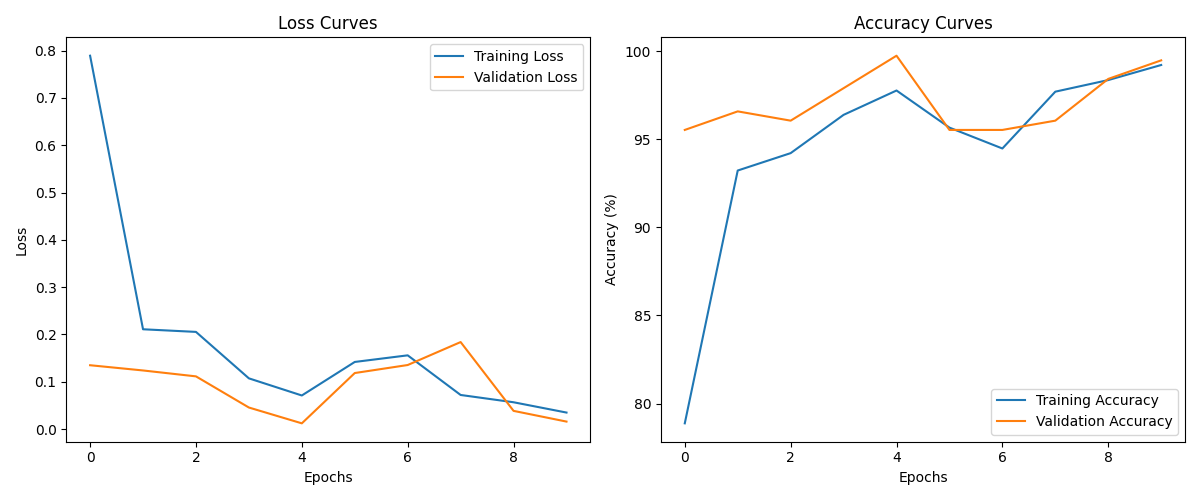 Loss Curves
0.8
0.7
0.6
0.5
0.4
0.3
0.2
0.1
0.0
Loss
0 2 4 6 8
Epochs
Training Loss
Validation Loss
Accuracy Curves
100
95
90
85
80
Accuracy (%)
0 2 4 6 8
Epochs
Training Accuracy
Validation Accuracy